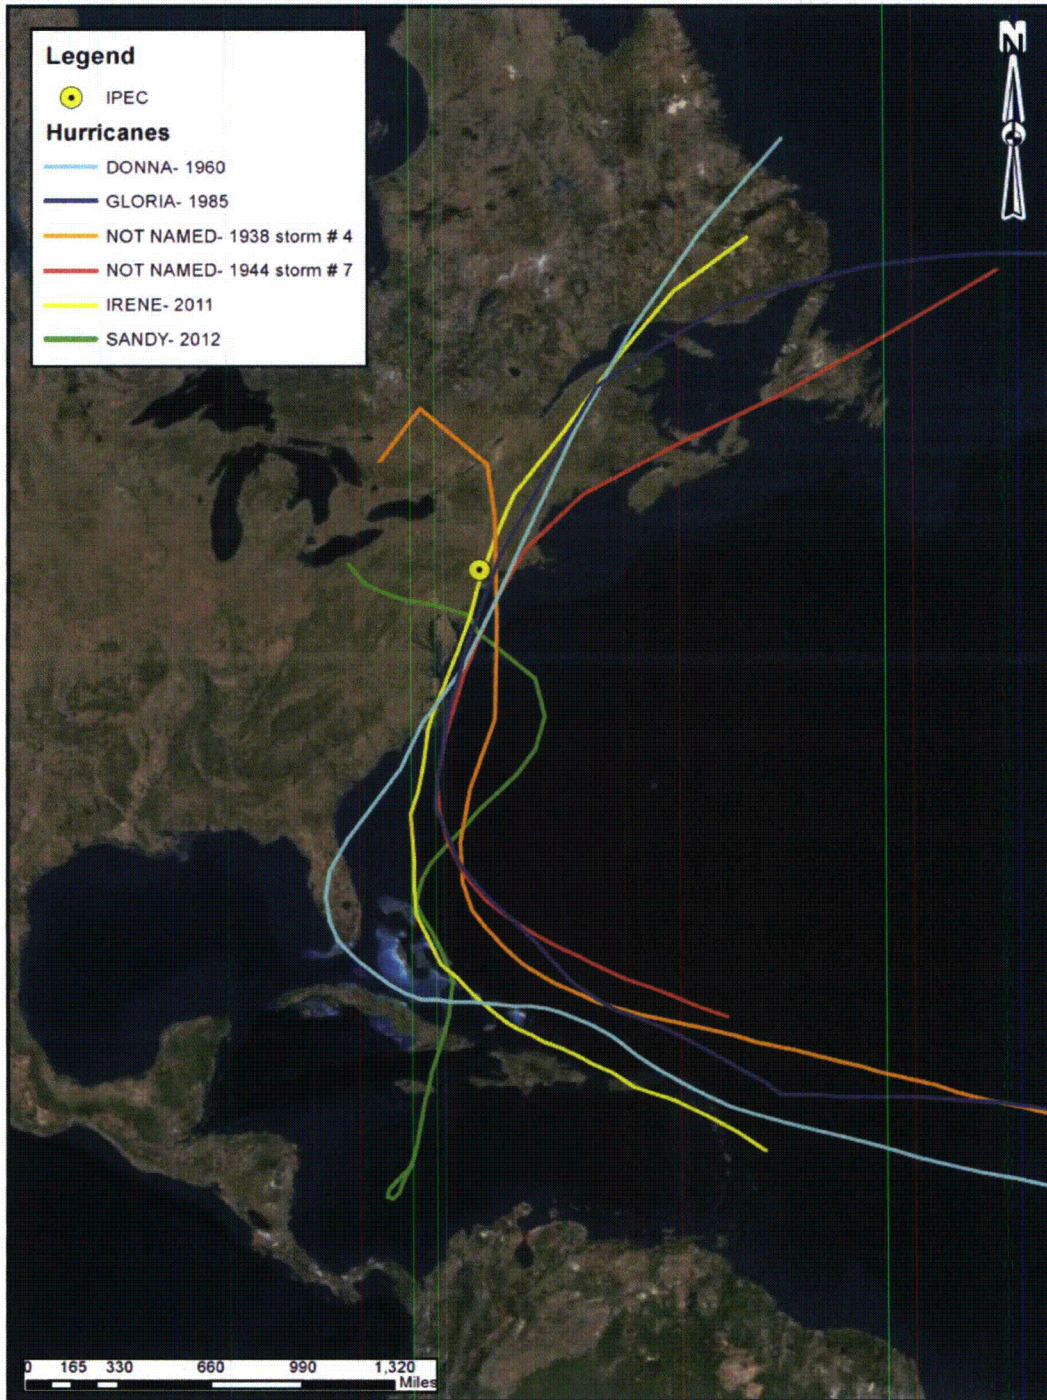 Legend
IPEC
Hurricanes
DONNA- 1960
GLORIA- 1985
NOT NAMED- 1938 storm # 4
NOT NAMED- 1944 storm # 7
IRENE- 2011
SANDY- 2012
N
0 165 330 660 990 1,320
Miles